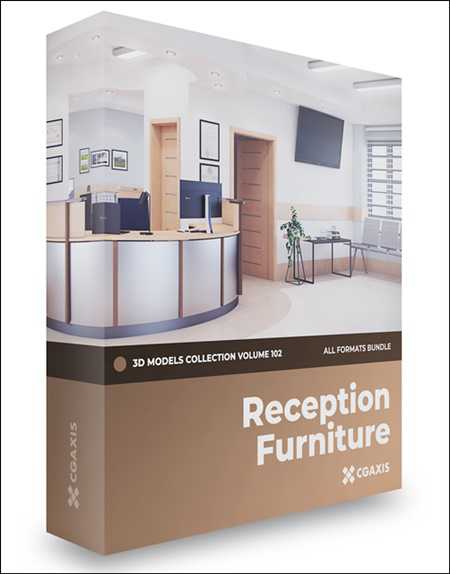 3D MODELS COLLECTION VOLUME 102
ALL FORMATS BUNDLE
Reception
Furniture
CGAXIS
CGAXIS